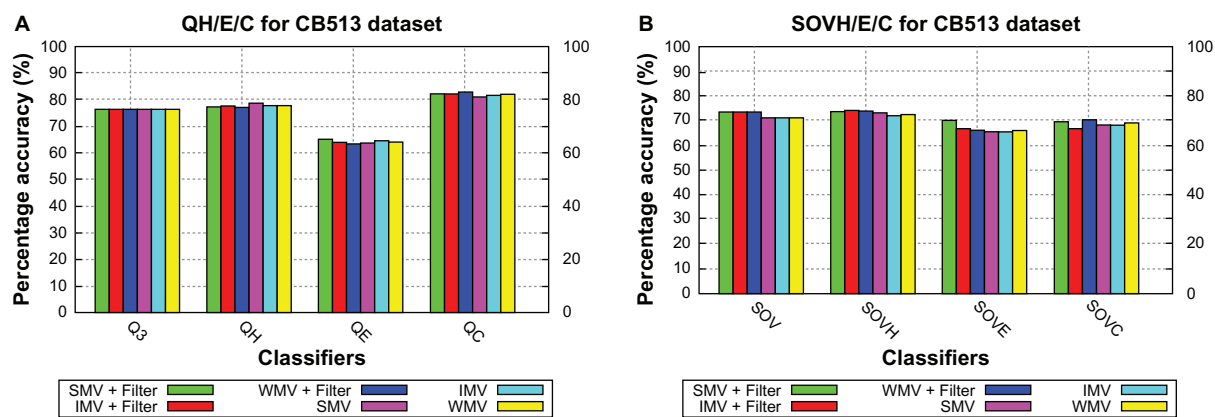 A
QH/E/C for CB513 dataset
Percentage accuracy (%)
100
90
80
70
60
50
40
30
20
10
0
100
80
60
40
20
0
Q3
QH
QE
QC
Classifiers
SMV + Filter
WMV + Filter
IMV
IMV + Filter
SMV
WMV
B
SOVH/E/C for CB513 dataset
Percentage accuracy (%)
100
90
80
70
60
50
40
30
20
10
0
100
80
60
40
20
0
SOV
SOVH
SOVE
SOVC
Classifiers
SMV + Filter
WMV + Filter
IMV
IMV + Filter
SMV
WMV